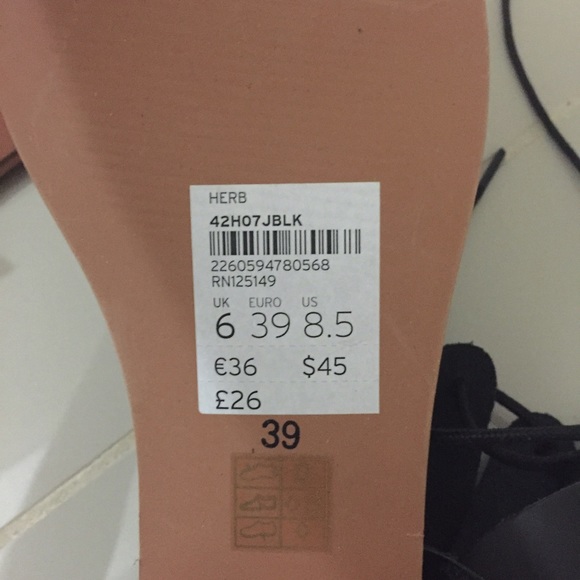 HERB
42H07JBLK
2260594780568
RN125149
UK EURO US
6 39 8.5
€36 $45
£26
39